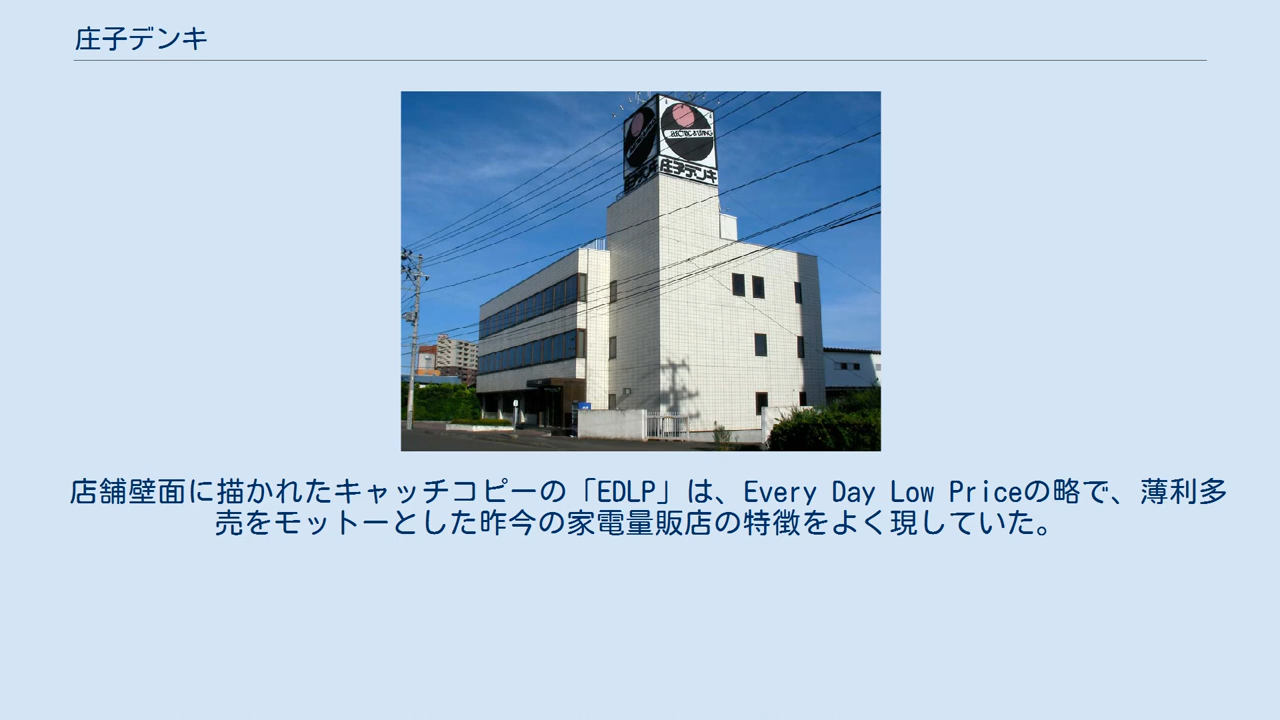 庄子デンキ
ELECTRIC & LIVING
庄子デンキ
店舗壁面に描かれたキャッチコピーの「EDLP」は、Every Day Low Priceの略で、薄利多
売をモットーとした昨今の家電量販店の特徴をよく現していた。